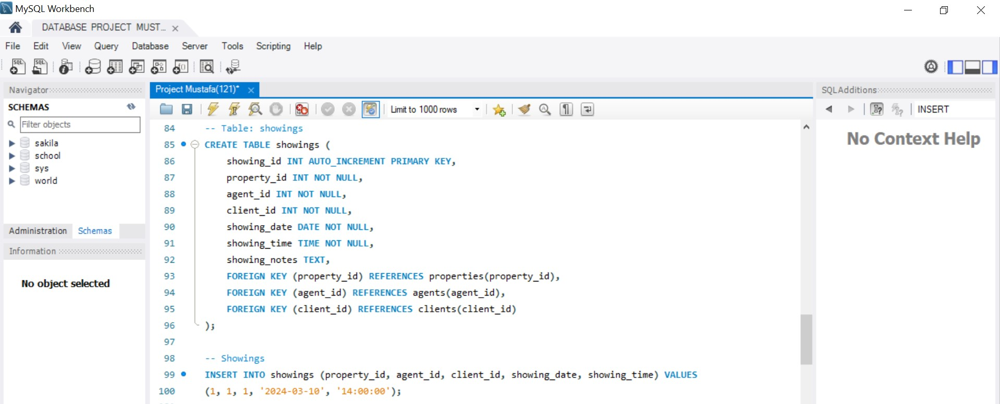 MySQL Workbench
DATABASE PROJECT MUST...
File Edit View Query Database Server Tools Scripting Help
Navigator
SCHEMAS
Filter objects
sakila
school
sys
world
Administration Schemas
Information
No object selected
Project Mustafa(121)*
Limit to 1000 rows
84 -- Table: showings
85 CREATE TABLE showings (
86 showing_id INT AUTO_INCREMENT PRIMARY KEY,
87 property_id INT NOT NULL,
88 agent_id INT NOT NULL,
89 client_id INT NOT NULL,
90 showing_date DATE NOT NULL,
91 showing_time TIME NOT NULL,
92 showing_notes TEXT,
93 FOREIGN KEY (property_id) REFERENCES properties(property_id),
94 FOREIGN KEY (agent_id) REFERENCES agents(agent_id),
95 FOREIGN KEY (client_id) REFERENCES clients(client_id)
96 );
97
98 -- Showings
99 INSERT INTO showings (property_id, agent_id, client_id, showing_date, showing_time) VALUES
100 (1, 1, 1, '2024-03-10', '14:00:00');
SQLAdditions
INSERT
No Context Help